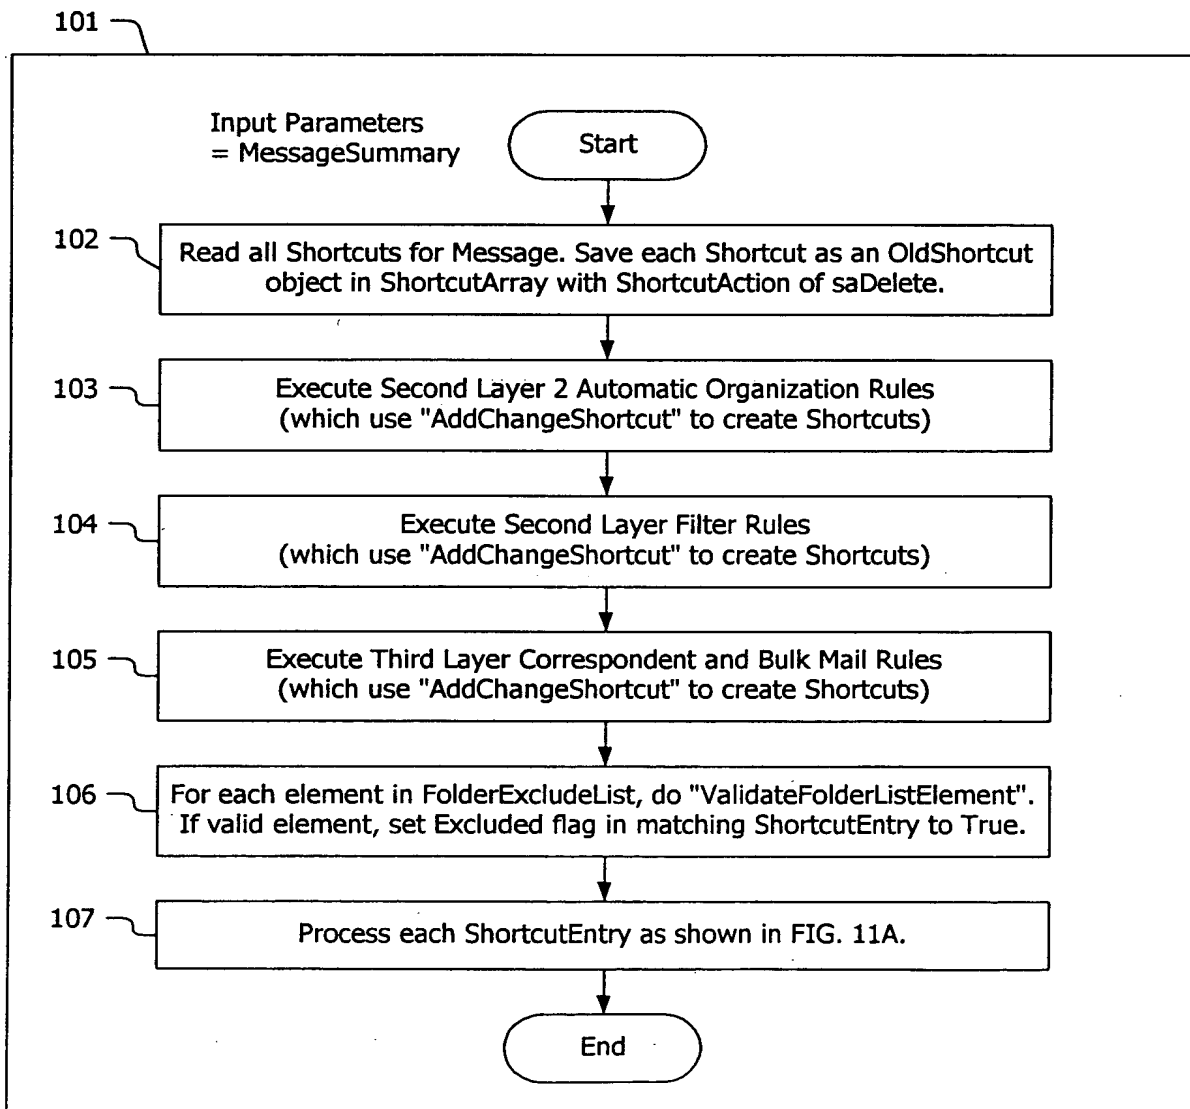 101
Input Parameters
= MessageSummary
Start
102
Read all Shortcuts for Message. Save each Shortcut as an OldShortcut
object in ShortcutArray with ShortcutAction of saDelete.
103
Execute Second Layer 2 Automatic Organization Rules
(which use "AddChangeShortcut" to create Shortcuts)
104
Execute Second Layer Filter Rules
(which use "AddChangeShortcut" to create Shortcuts)
105
Execute Third Layer Correspondent and Bulk Mail Rules
(which use "AddChangeShortcut" to create Shortcuts)
106
For each element in FolderExcludeList, do "ValidateFolderListElement".
If valid element, set Excluded flag in matching ShortcutEntry to True.
107
Process each ShortcutEntry as shown in FIG. 11A.
End